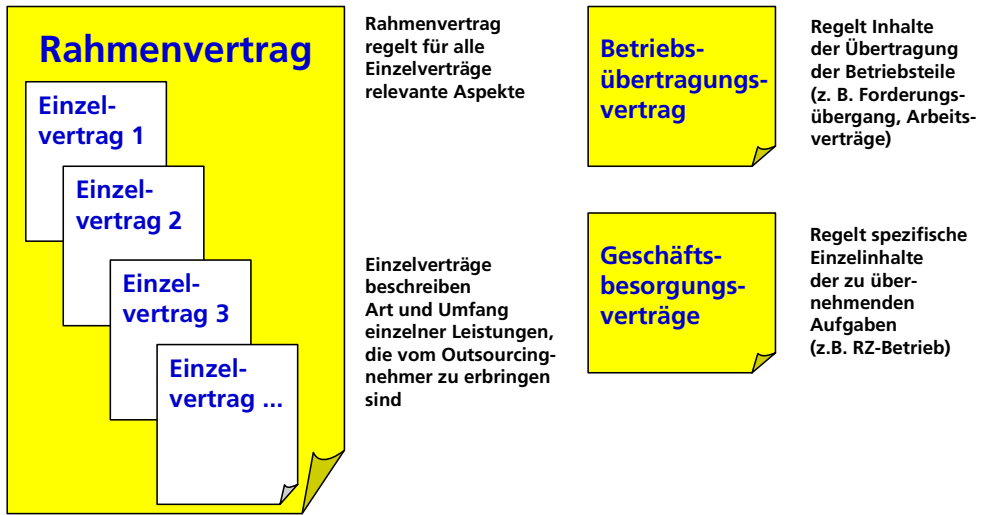 Rahmenvertrag
Einzel-
vertrag 1
Einzel-
vertrag 2
Einzel-
vertrag 3
Einzel-
vertrag ...
Rahmenvertrag
regelt für alle
Einzelverträge
relevante Aspekte
Einzelverträge
beschreiben
Art und Umfang
einzelner Leistungen,
die vom Outsourcing-
nehmer zu erbringen
sind
Betriebs-
übertragungs-
vertrag
Regelt Inhalte
der Übertragung
der Betriebsteile
(z. B. Forderungs-
übergang, Arbeits-
verträge)
Geschäfts-
besorgungs-
verträge
Regelt spezifische
Einzelinhalte
der zu über-
nehmenden
Aufgaben
(z.B. RZ-Betrieb)